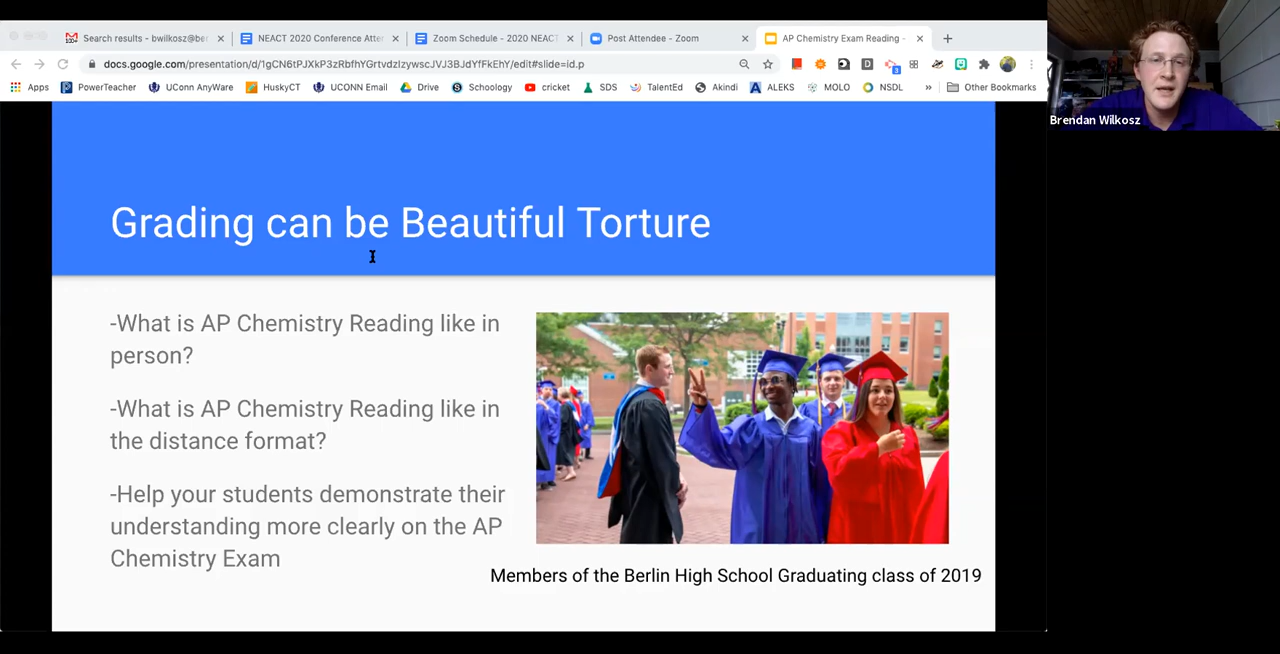 Search results - bwilkosz@ber
NEACT 2020 Conference Atter
Zoom Schedule - 2020 NEACT
Post Attendee - Zoom
AP Chemistry Exam Reading -
docs.google.com/presentation/d/1gCN6tPJXkP3zRbfhYGrtvdzIzywscJVJ3BJdYfFkEhY/edit#slide=id.p
Apps
PowerTeacher
UConn AnyWare
HuskyCT
UCONN Email
Drive
Schoology
cricket
SDS
TalentEd
Akindi
ALEKS
MOLO
NSDL
»
Other Bookmarks
Brendan Wilkosz
Grading can be Beautiful Torture
-What is AP Chemistry Reading like in
person?
-What is AP Chemistry Reading like in
the distance format?
-Help your students demonstrate their
understanding more clearly on the AP
Chemistry Exam
Members of the Berlin High School Graduating class of 2019